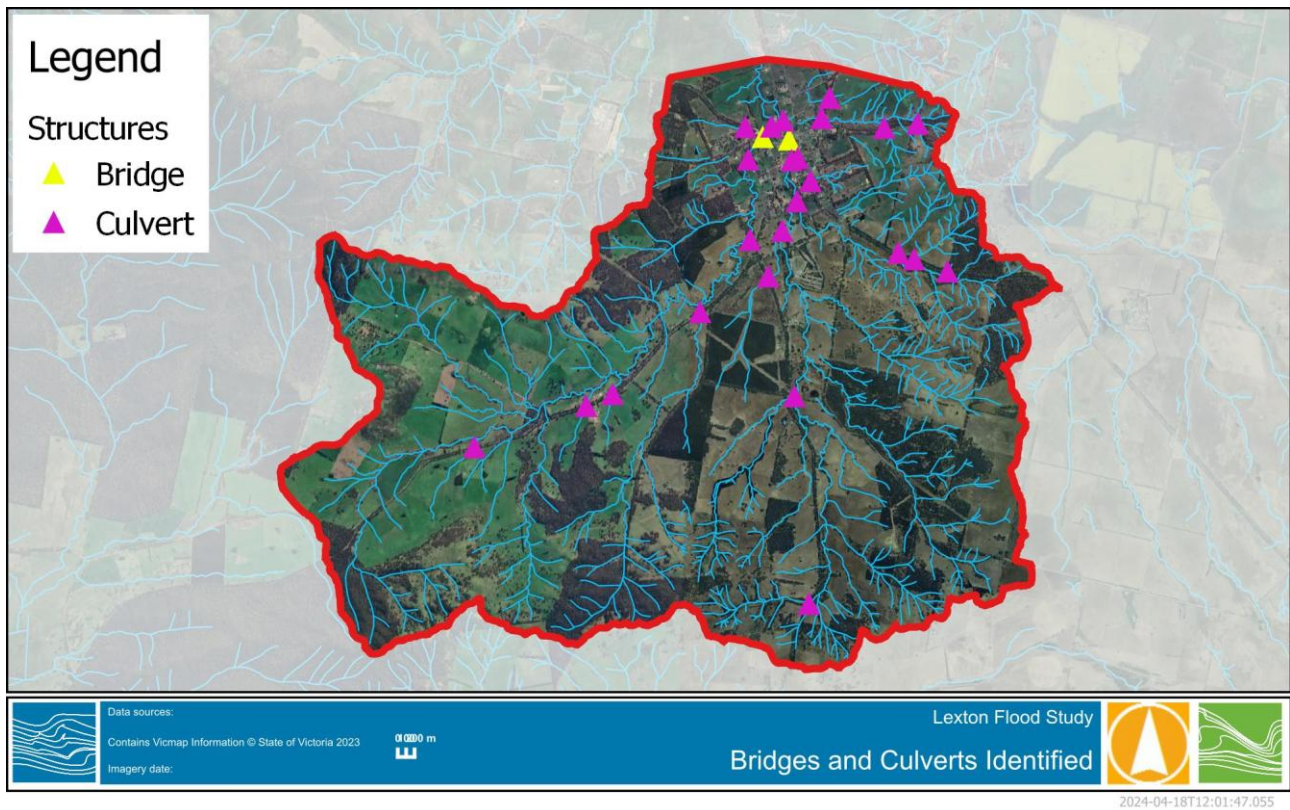 Legend
Structures
Bridge
Culvert
Data sources:
Contains Vicmap Information © State of Victoria 2023
Imagery date:
Lexton Flood Study
Bridges and Culverts Identified
2024-04-18T12:01:47.055